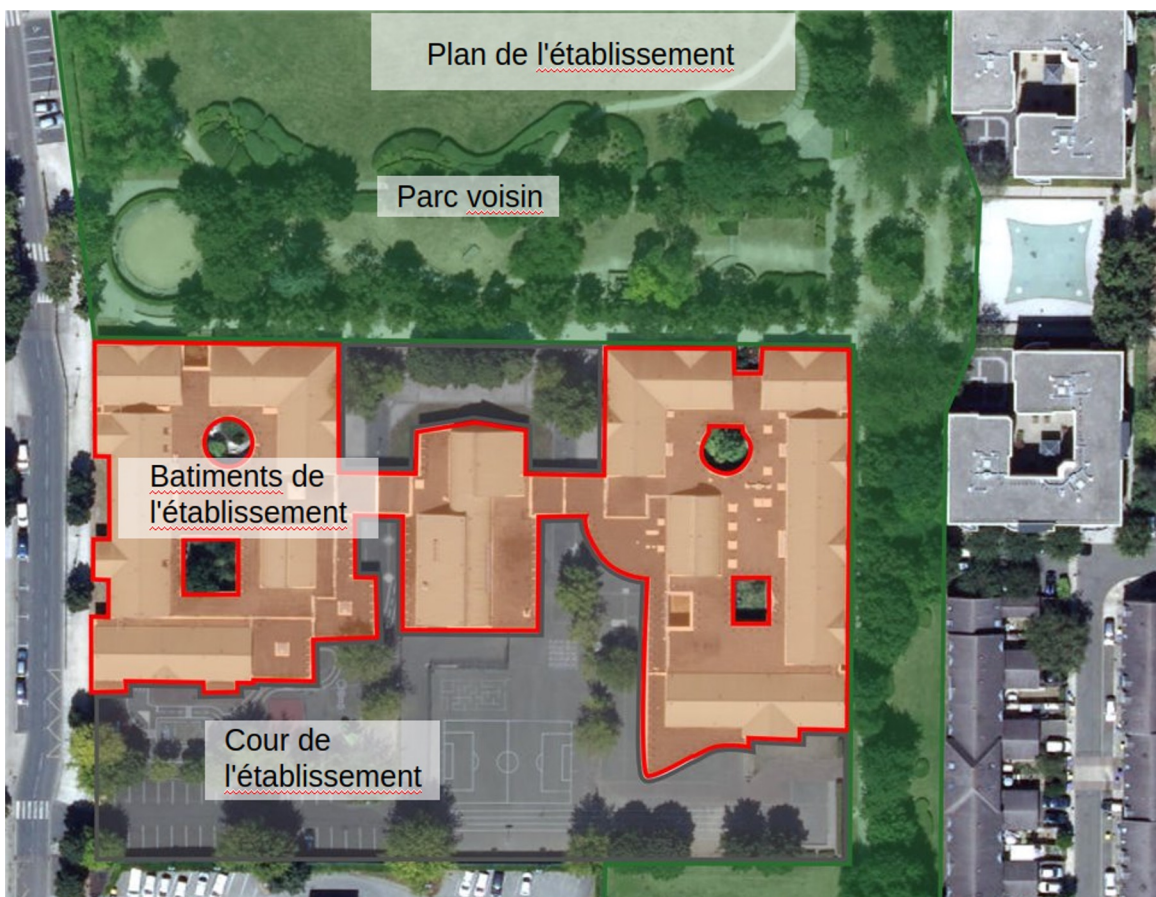 Plan de l'établissement
Parc voisin
Batiments de
l'établissement
Cour de
l'établissement